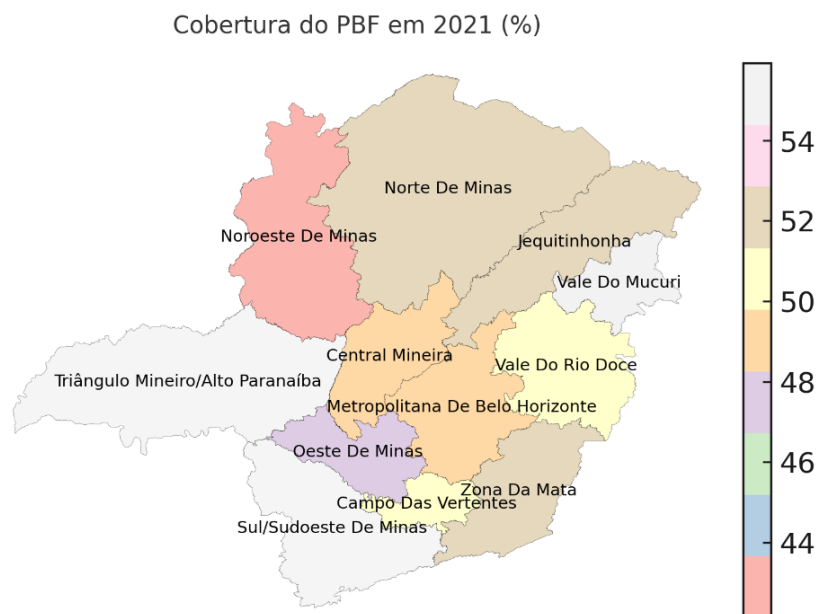 Cobertura do PBF em 2021 (%)
54
Norte De Minas
52
Noroeste De Minas
Jequitinhonha
Vale Do Mucuri
50
Central Mineira
Vale Do Rio Doce
Triângulo Mineiro/Alto Paranaíba
48
Metropolitana De Belo Horizonte
Oeste De Minas
46
Zona Da Mata
Campo Das Vertentes
Sul/Sudoeste De Minas
44